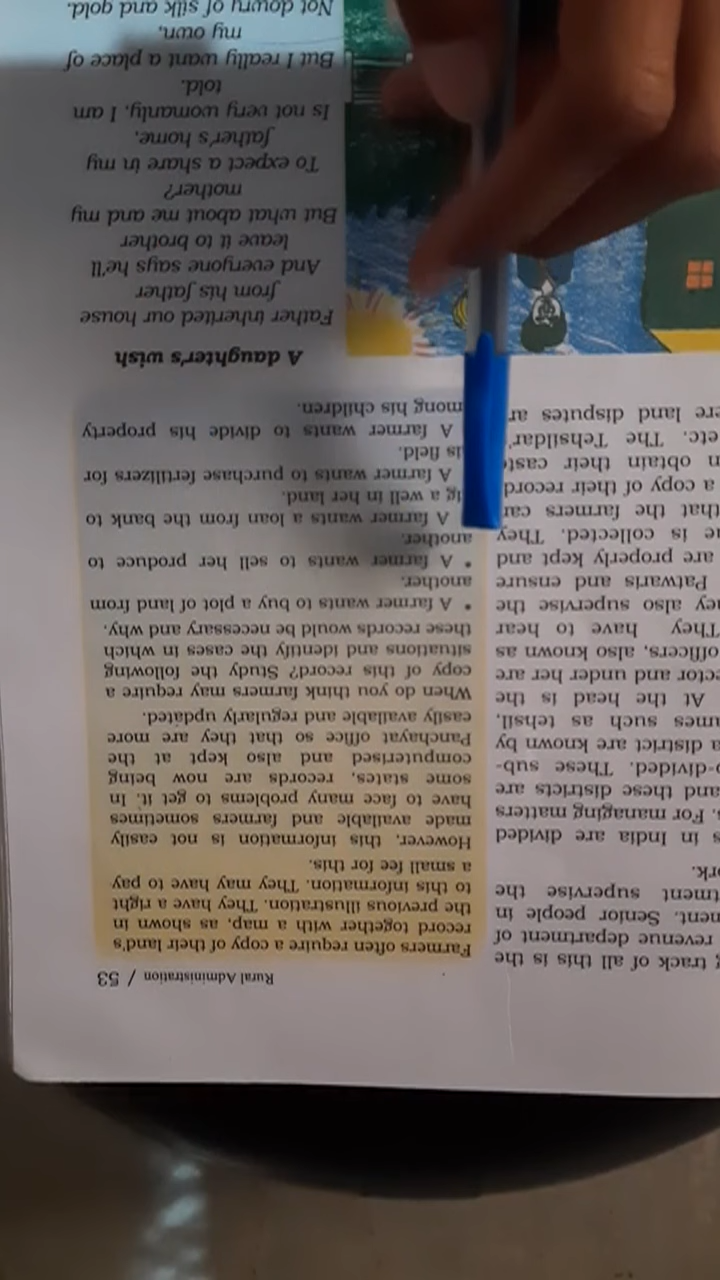 Rural Administration / 53
track of all this is the
revenue department of
ment. Senior people in
tment supervise the
ork.
s in India are divided
. For managing matters
and these districts are
o-divided. These sub-
a district are known by
ames such as tehsil,
At the head is the
ector and under her are
officers, also known as
They have to hear
ey also supervise the
Patwaris and ensure
are properly kept and
ue is collected. They
that the farmers can
a copy of their record
n obtain their caste
etc. The Tehsildar's
ere land disputes ar
Farmers often require a copy of their land's
record together with a map, as shown in
the previous illustration. They have a right
to this information. They may have to pay
a small fee for this.
However, this information is not easily
made available and farmers sometimes
have to face many problems to get it. In
some states, records are now being
computerised and also kept at the
Panchayat office so that they are more
easily available and regularly updated.
When do you think farmers may require a
copy of this record? Study the following
situations and identify the cases in which
these records would be necessary and why.
* A farmer wants to buy a plot of land from
another.
* A farmer wants to sell her produce to
another.
A farmer wants a loan from the bank to
ig a well in her land.
A farmer wants to purchase fertilizers for
is field.
A farmer wants to divide his property
mong his children.
A daughter's wish
Father inherited our house
from his father
And everyone says he'll
leave it to brother
But what about me and my
mother?
To expect a share in my
father's home,
Is not very womanly, I am
told.
But I really want a place of
my own,
Not dowry of silk and gold.